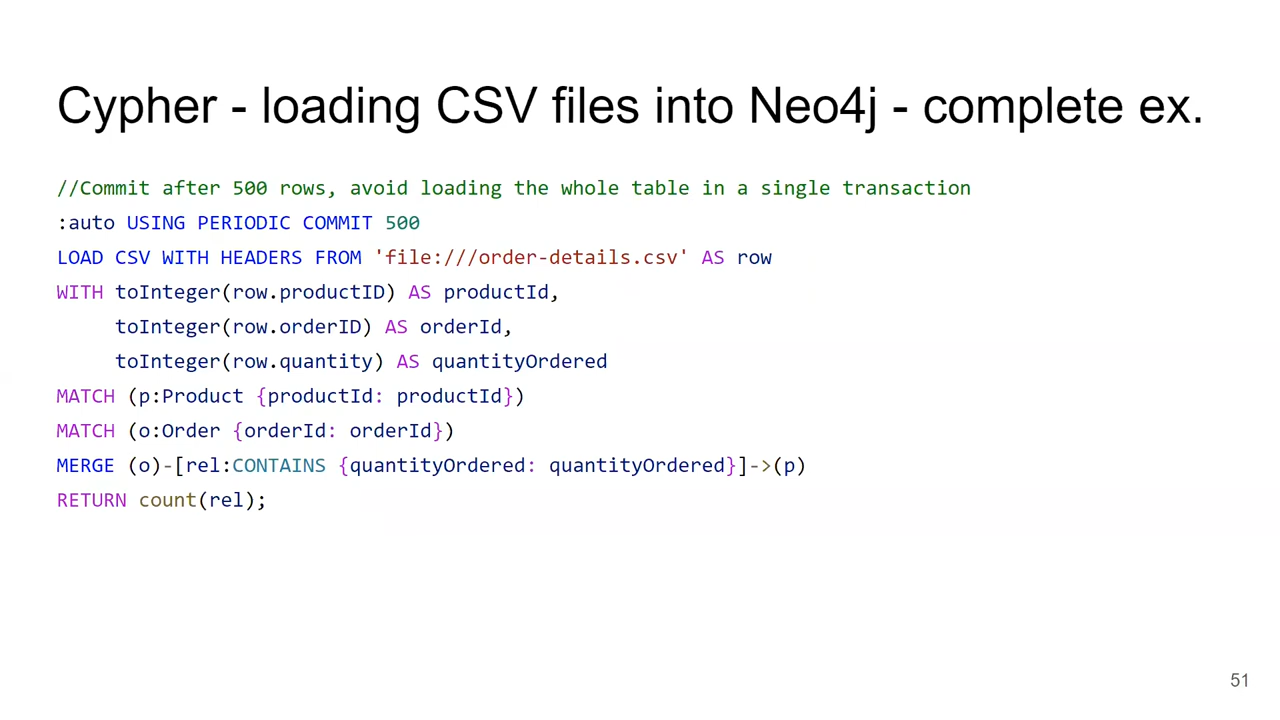 Cypher - loading CSV files into Neo4j - complete ex.
//Commit after 500 rows, avoid loading the whole table in a single transaction
:auto USING PERIODIC COMMIT 500
LOAD CSV WITH HEADERS FROM 'file:///order-details.csv' AS row
WITH toInteger(row.productID) AS productId,
     toInteger(row.orderID) AS orderId,
     toInteger(row.quantity) AS quantityOrdered
MATCH (p:Product {productId: productId})
MATCH (o:Order {orderId: orderId})
MERGE (o)-[rel:CONTAINS {quantityOrdered: quantityOrdered}]->(p)
RETURN count(rel);
51